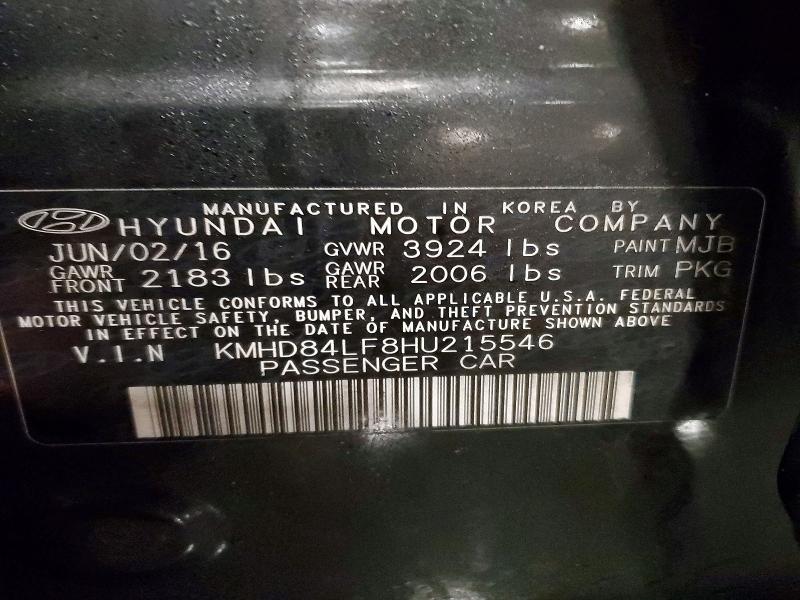 MANUFACTURED IN KOREA BY
HYUNDAI MOTOR COMPANY
JUN/02/16 GVWR 3924 lbs PAINT MJB
GAWR FRONT 2183 lbs GAWR REAR 2006 lbs TRIM PKG
THIS VEHICLE CONFORMS TO ALL APPLICABLE U.S.A. FEDERAL
MOTOR VEHICLE SAFETY, BUMPER, AND THEFT PREVENTION STANDARDS
IN EFFECT ON THE DATE OF MANUFACTURE SHOWN ABOVE
V.I.N KMHD84LF8HU215546
PASSENGER CAR